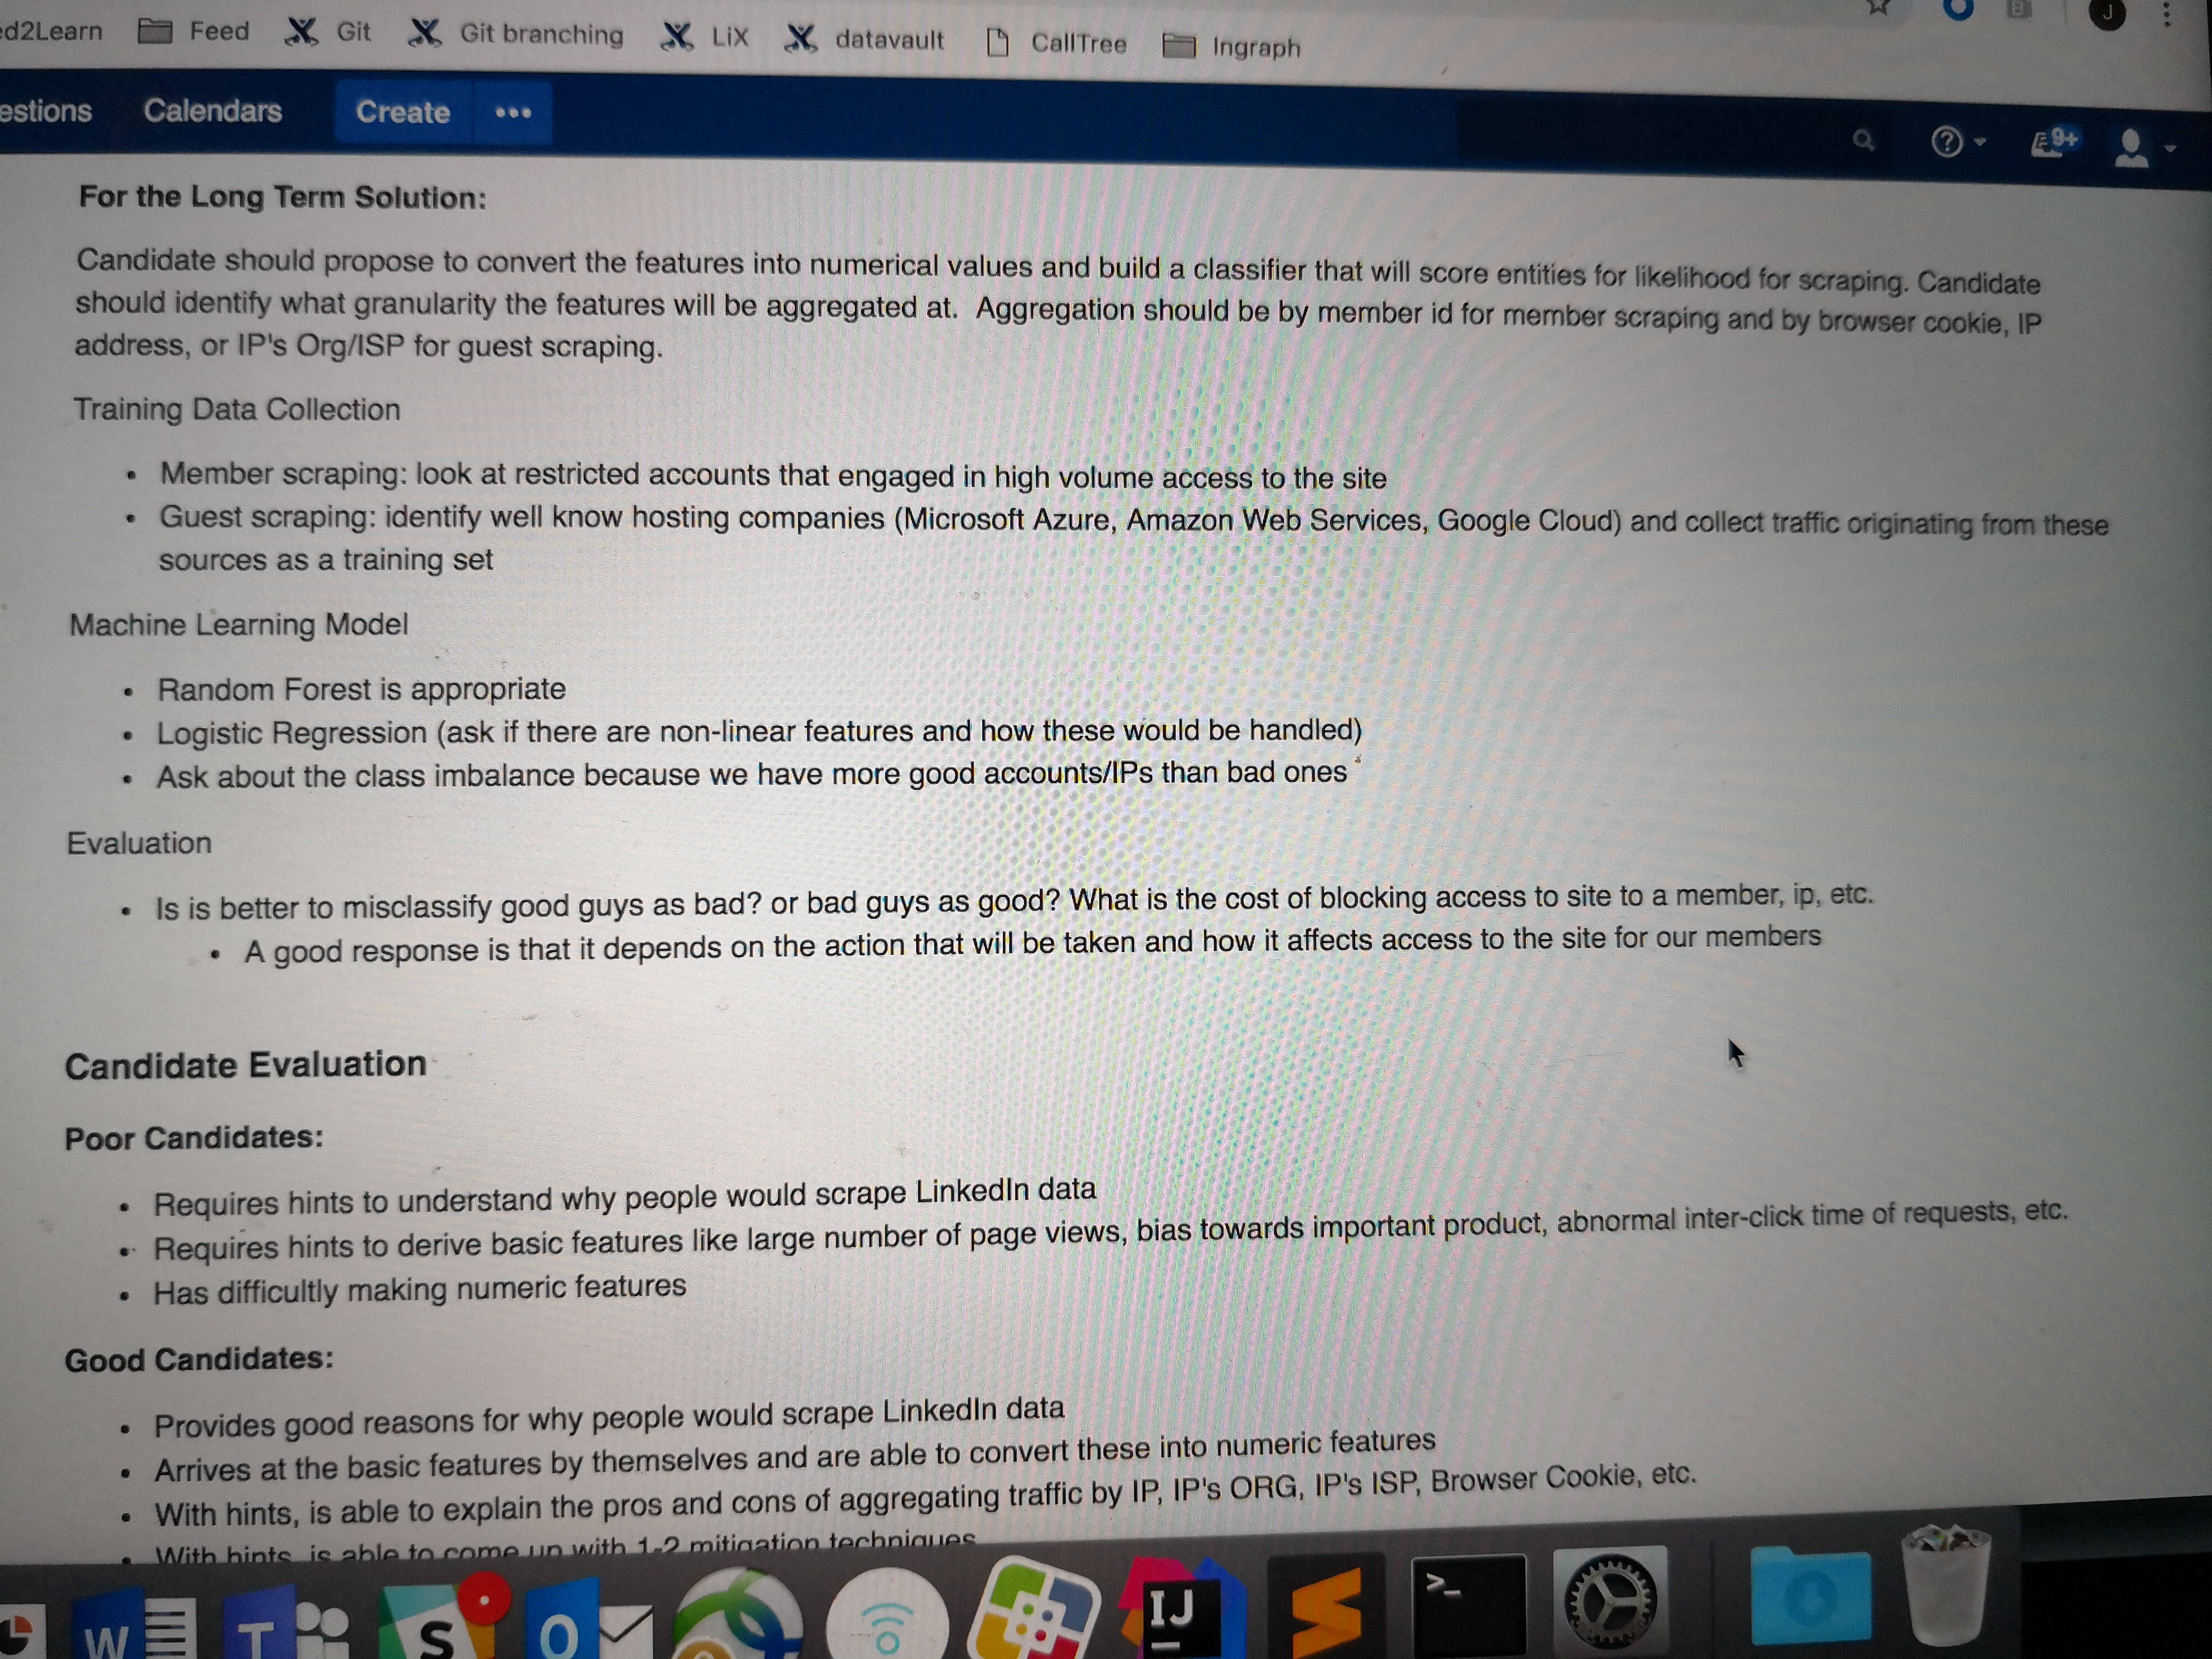 ed2Learn Feed Git Git branching LiX datavault CallTree Ingraph
J
estions Calendars Create ••• 9+
For the Long Term Solution:
Candidate should propose to convert the features into numerical values and build a classifier that will score entities for likelihood for scraping. Candidate
should identify what granularity the features will be aggregated at. Aggregation should be by member id for member scraping and by browser cookie, IP
address, or IP's Org/ISP for guest scraping.
Training Data Collection
• Member scraping: look at restricted accounts that engaged in high volume access to the site
• Guest scraping: identify well know hosting companies (Microsoft Azure, Amazon Web Services, Google Cloud) and collect traffic originating from these
sources as a training set
Machine Learning Model
• Random Forest is appropriate
• Logistic Regression (ask if there are non-linear features and how these would be handled)
• Ask about the class imbalance because we have more good accounts/IPs than bad ones
Evaluation
• Is is better to misclassify good guys as bad? or bad guys as good? What is the cost of blocking access to site to a member, ip, etc.
• A good response is that it depends on the action that will be taken and how it affects access to the site for our members
Candidate Evaluation
Poor Candidates:
• Requires hints to understand why people would scrape LinkedIn data
• Requires hints to derive basic features like large number of page views, bias towards important product, abnormal inter-click time of requests, etc.
• Has difficultly making numeric features
Good Candidates:
• Provides good reasons for why people would scrape LinkedIn data
• Arrives at the basic features by themselves and are able to convert these into numeric features
• With hints, is able to explain the pros and cons of aggregating traffic by IP, IP's ORG, IP's ISP, Browser Cookie, etc.
• With hints, is able to come up with 1-2 mitigation techniques
W T S O IJ >_